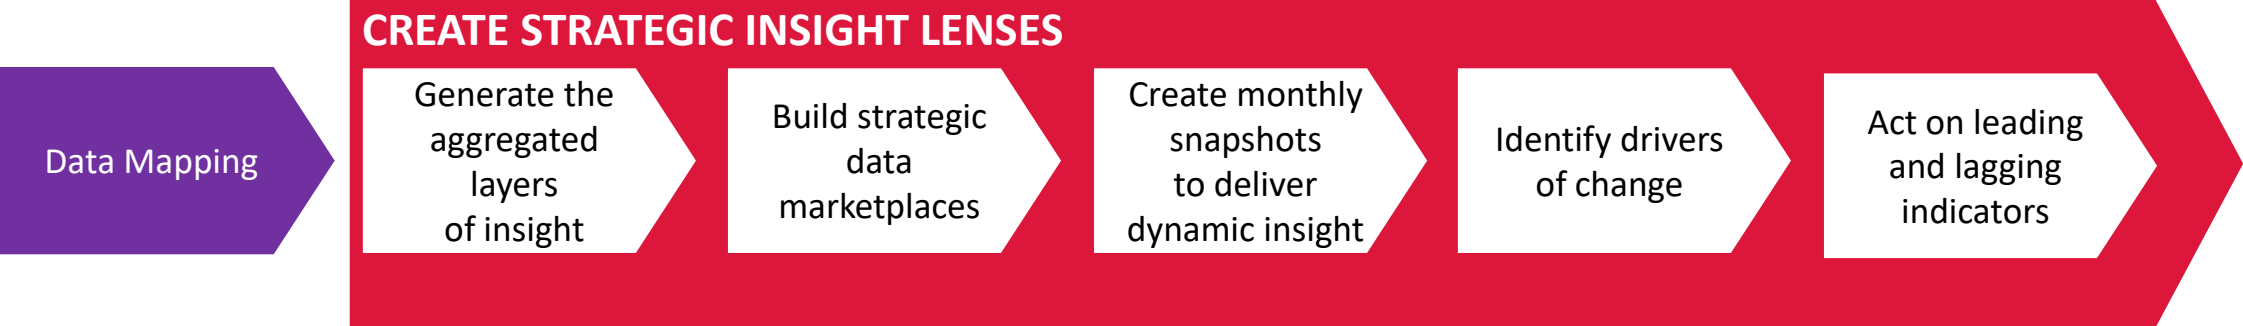 CREATE STRATEGIC INSIGHT LENSES
Data Mapping
Generate the
aggregated
layers
of insight
Build strategic
data
marketplaces
Create monthly
snapshots
to deliver
dynamic insight
Identify drivers
of change
Act on leading
and lagging
indicators